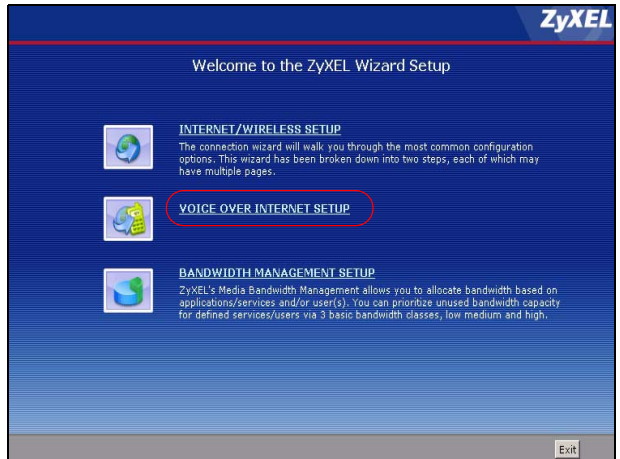 ZyXEL
Welcome to the ZyXEL Wizard Setup
INTERNET/WIRELESS SETUP
The connection wizard will walk you through the most common configuration
options. This wizard has been broken down into two steps, each of which may
have multiple pages.
VOICE OVER INTERNET SETUP
BANDWIDTH MANAGEMENT SETUP
ZyXEL's Media Bandwidth Management allows you to allocate bandwidth based on
applications/services and/or user(s). You can prioritize unused bandwidth capacity
for defined services/users via 3 basic bandwidth classes, low medium and high.
Exit